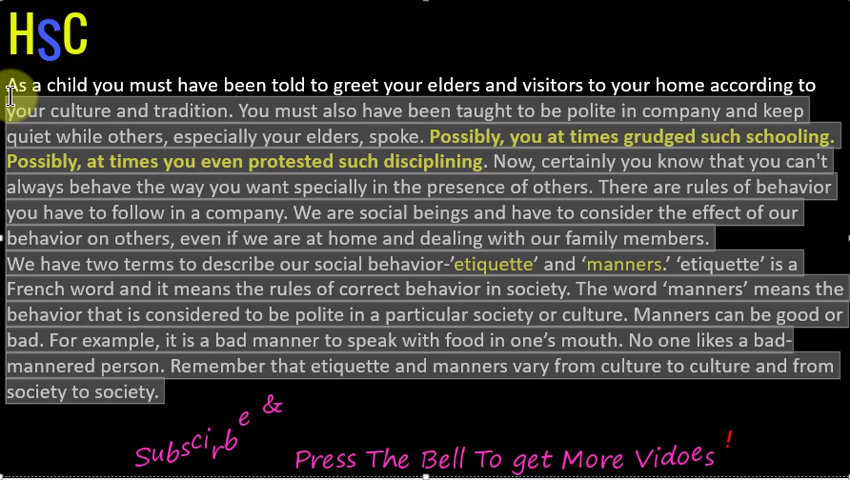 HSC
As a child you must have been told to greet your elders and visitors to your home according to
your culture and tradition. You must also have been taught to be polite in company and keep
quiet while others, especially your elders, spoke. Possibly, you at times grudged such schooling.
Possibly, at times you even protested such disciplining. Now, certainly you know that you can't
always behave the way you want specially in the presence of others. There are rules of behavior
you have to follow in a company. We are social beings and have to consider the effect of our
behavior on others, even if we are at home and dealing with our family members.
We have two terms to describe our social behavior-’etiquette’ and ‘manners.’ ‘etiquette’ is a
French word and it means the rules of correct behavior in society. The word ‘manners’ means the
behavior that is considered to be polite in a particular society or culture. Manners can be good or
bad. For example, it is a bad manner to speak with food in one’s mouth. No one likes a bad-
mannered person. Remember that etiquette and manners vary from culture to culture and from
society to society.
Subscirbe &
Press The Bell To get More Vidoes !